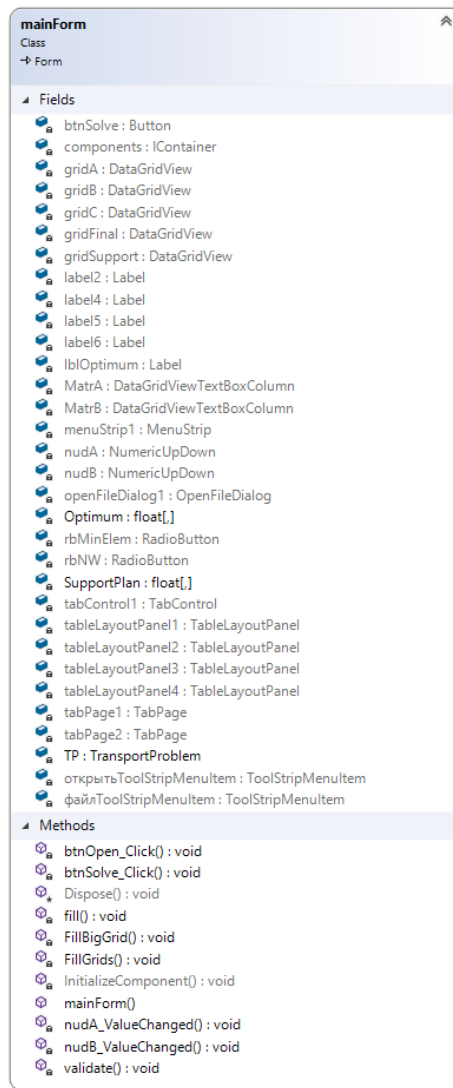 mainForm
Class
Form
Fields
btnSolve : Button
components : IContainer
gridA : DataGridView
gridB : DataGridView
gridC : DataGridView
gridFinal : DataGridView
gridSupport : DataGridView
label2 : Label
label4 : Label
label5 : Label
label6 : Label
lblOptimum : Label
MatrA : DataGridViewTextBoxColumn
MatrB : DataGridViewTextBoxColumn
menuStrip1 : MenuStrip
nudA : NumericUpDown
nudB : NumericUpDown
openFileDialog1 : OpenFileDialog
Optimum : float[,]
rbMinElem : RadioButton
rbNW : RadioButton
SupportPlan : float[,]
tabControl1 : TabControl
tableLayoutPanel1 : TableLayoutPanel
tableLayoutPanel2 : TableLayoutPanel
tableLayoutPanel3 : TableLayoutPanel
tableLayoutPanel4 : TableLayoutPanel
tabPage1 : TabPage
tabPage2 : TabPage
TP : TransportProblem
открытьToolStripMenuItem : ToolStripMenuItem
файлToolStripMenuItem : ToolStripMenuItem
Methods
btnOpen_Click() : void
btnSolve_Click() : void
Dispose() : void
fill() : void
FillBigGrid() : void
FillGrids() : void
InitializeComponent() : void
mainForm()
nudA_ValueChanged() : void
nudB_ValueChanged() : void
validate() : void